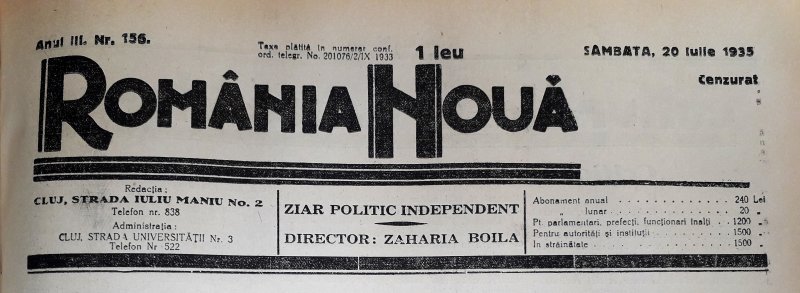 Anul III. Nr. 156.
Taxa plătită în numerar conf.
ord. telegr. No. 201076/2/IX 1933
1 leu
SAMBATA, 20 Iulie 1935
Cenzurat
ROMÂNIA NOUĂ
Redacția:
CLUJ, STRADA IULIU MANIU No. 2
Telefon nr. 838
Administrația:
CLUJ, STRADA UNIVERSITĂȚII Nr. 3
Telefon Nr 522
ZIAR POLITIC INDEPENDENT
DIRECTOR: ZAHARIA BOILA
Abonament anual 240 Lei
„ lunar 20 „
Pt. parlamentari, prefecți, funcționari înalți 1200 „
Pentru autorități și instituții 1500 „
In străinătate 1500 „